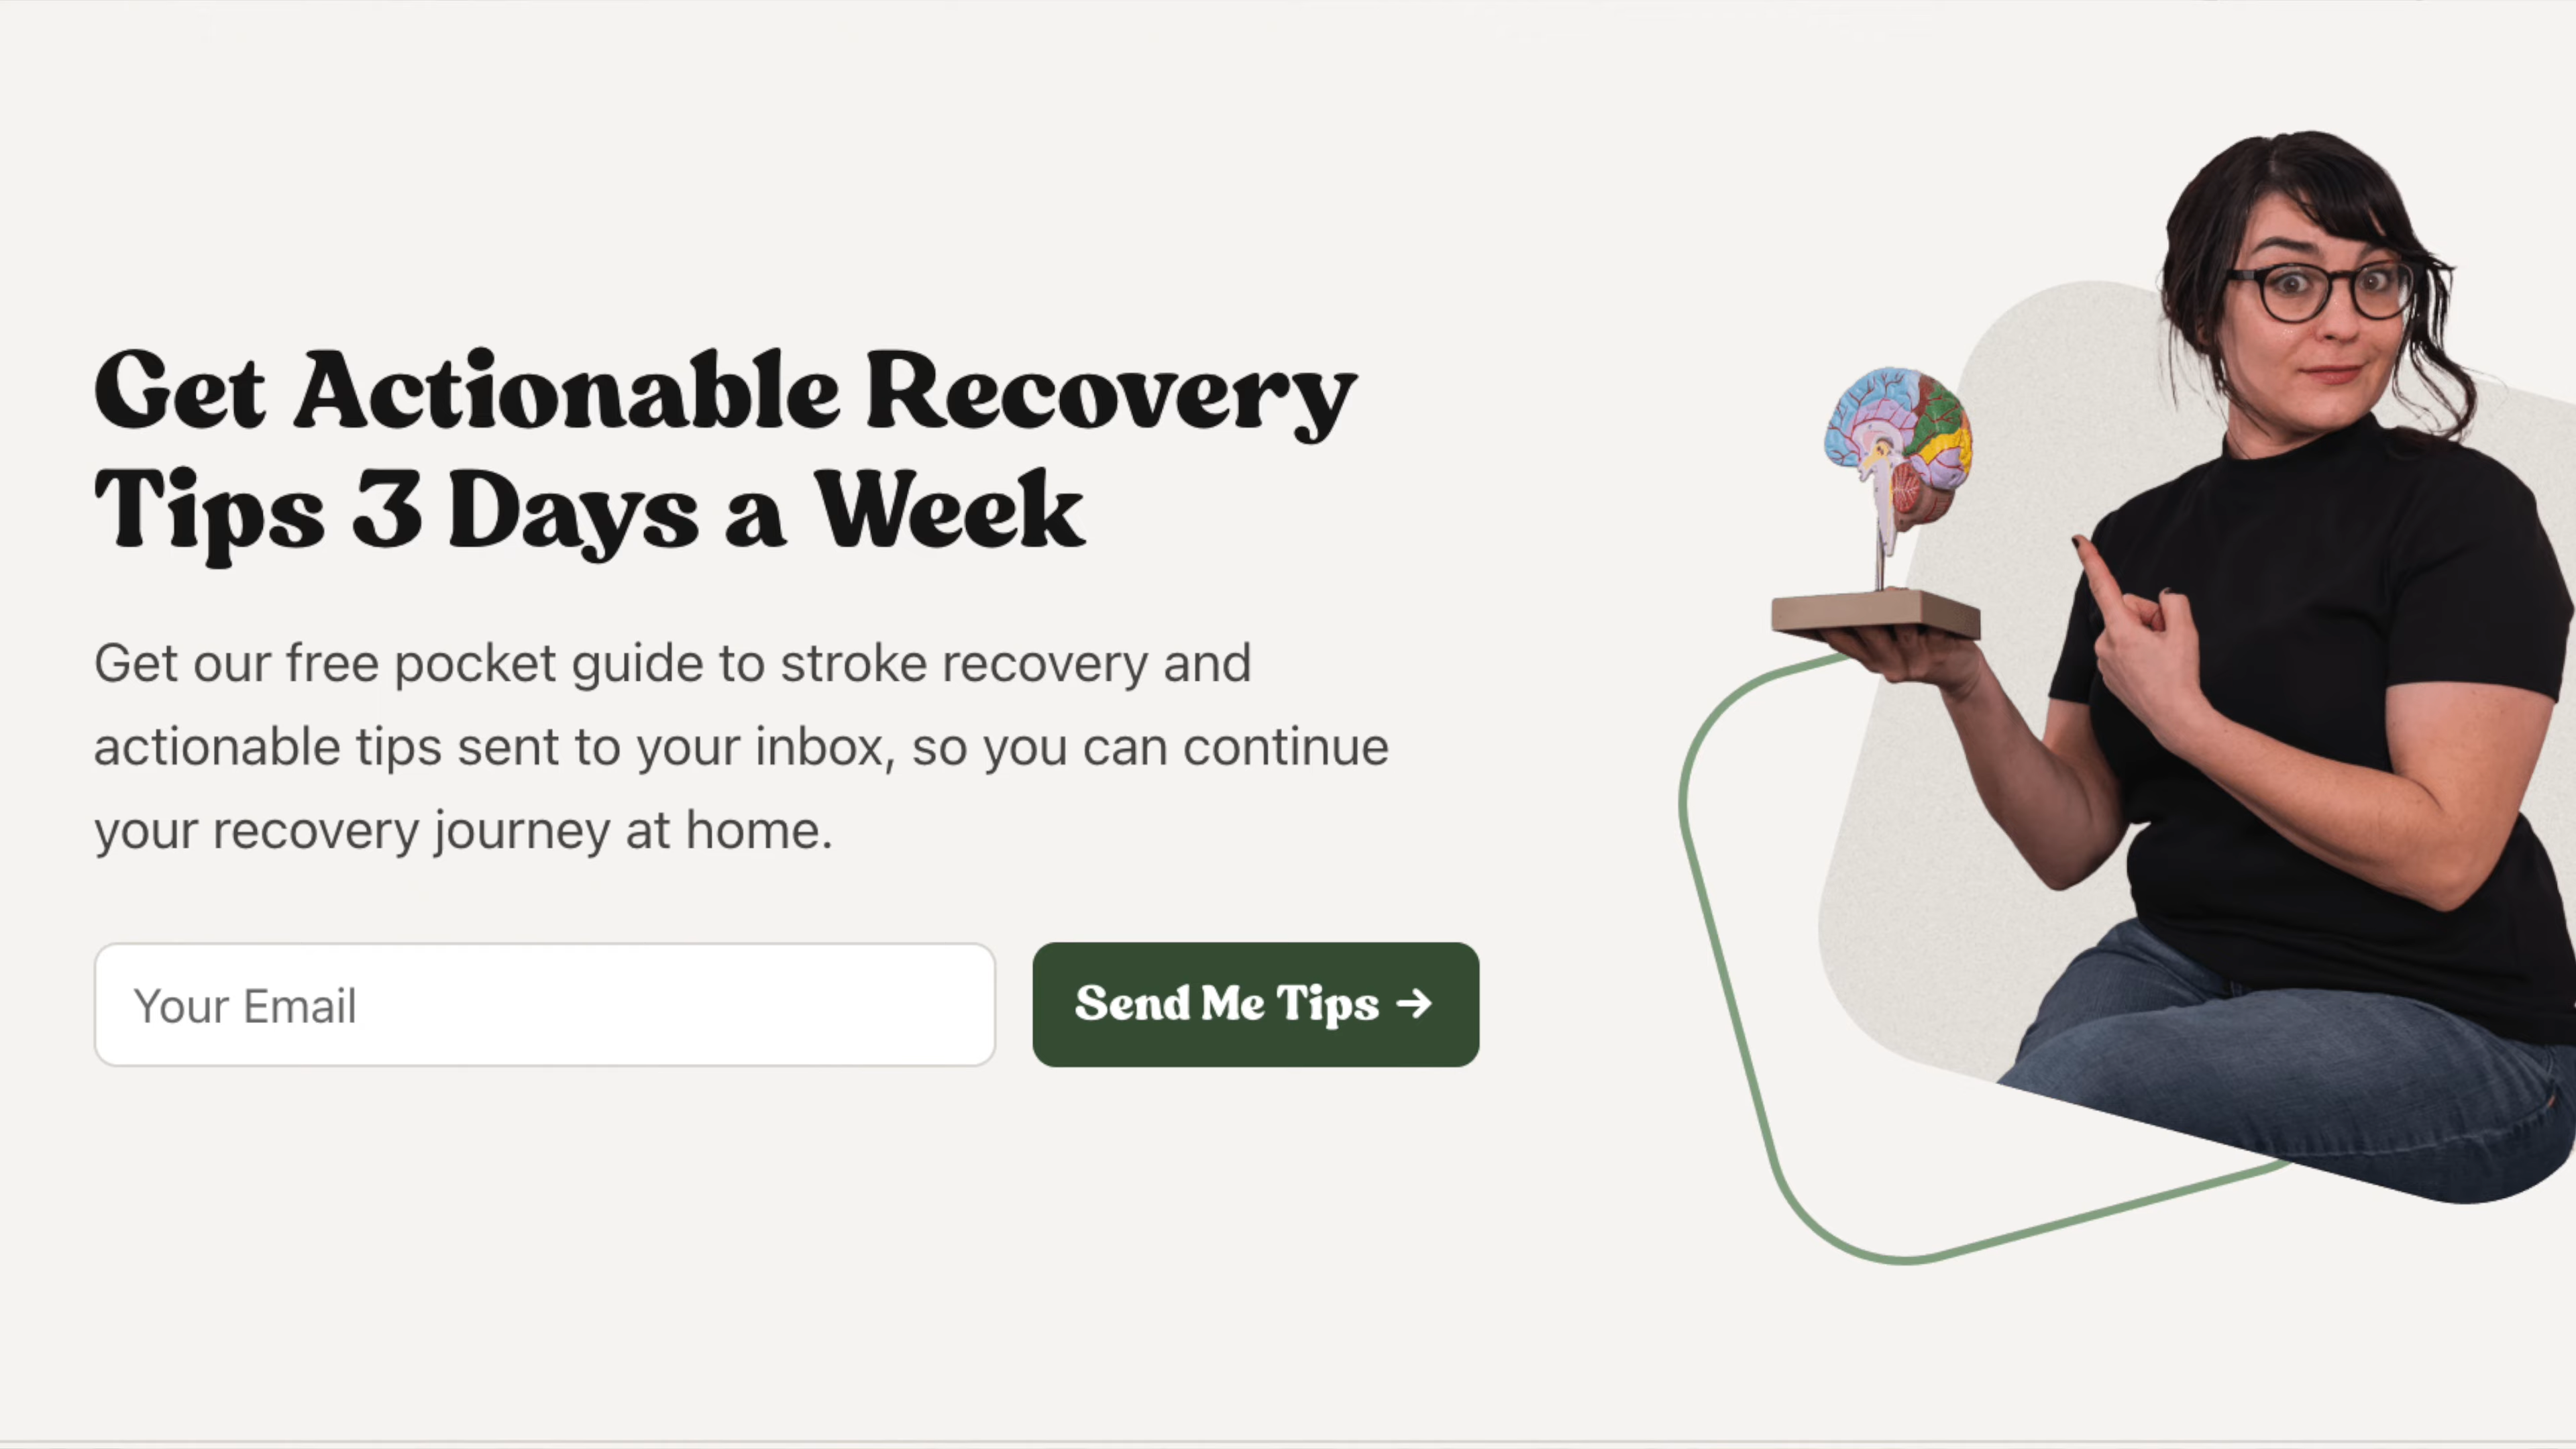 Get Actionable Recovery
Tips 3 Days a Week
Get our free pocket guide to stroke recovery and
actionable tips sent to your inbox, so you can continue
your recovery journey at home.
Your Email
Send Me Tips →